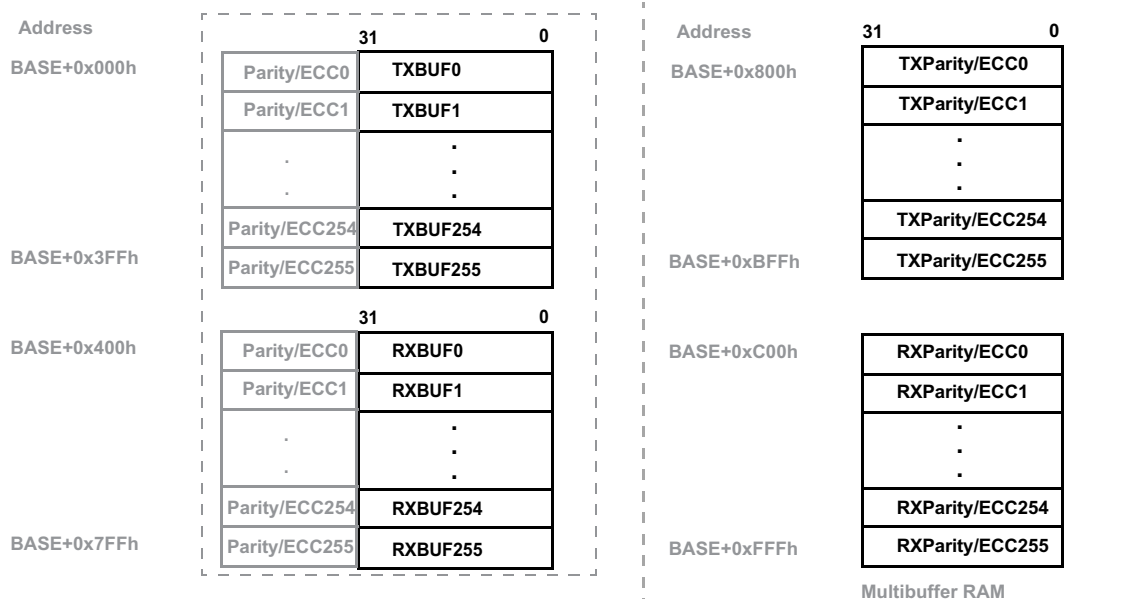 Address
31 0
BASE+0x000h
Parity/ECC0 TXBUF0
Parity/ECC1 TXBUF1
. .
. .
.
Parity/ECC254 TXBUF254
BASE+0x3FFh
Parity/ECC255 TXBUF255
31 0
BASE+0x400h
Parity/ECC0 RXBUF0
Parity/ECC1 RXBUF1
. .
. .
.
Parity/ECC254 RXBUF254
BASE+0x7FFh
Parity/ECC255 RXBUF255
Address
31 0
BASE+0x800h
TXParity/ECC0
TXParity/ECC1
.
.
.
TXParity/ECC254
BASE+0xBFFh
TXParity/ECC255
BASE+0xC00h
RXParity/ECC0
RXParity/ECC1
.
.
.
RXParity/ECC254
BASE+0xFFFh
RXParity/ECC255
Multibuffer RAM